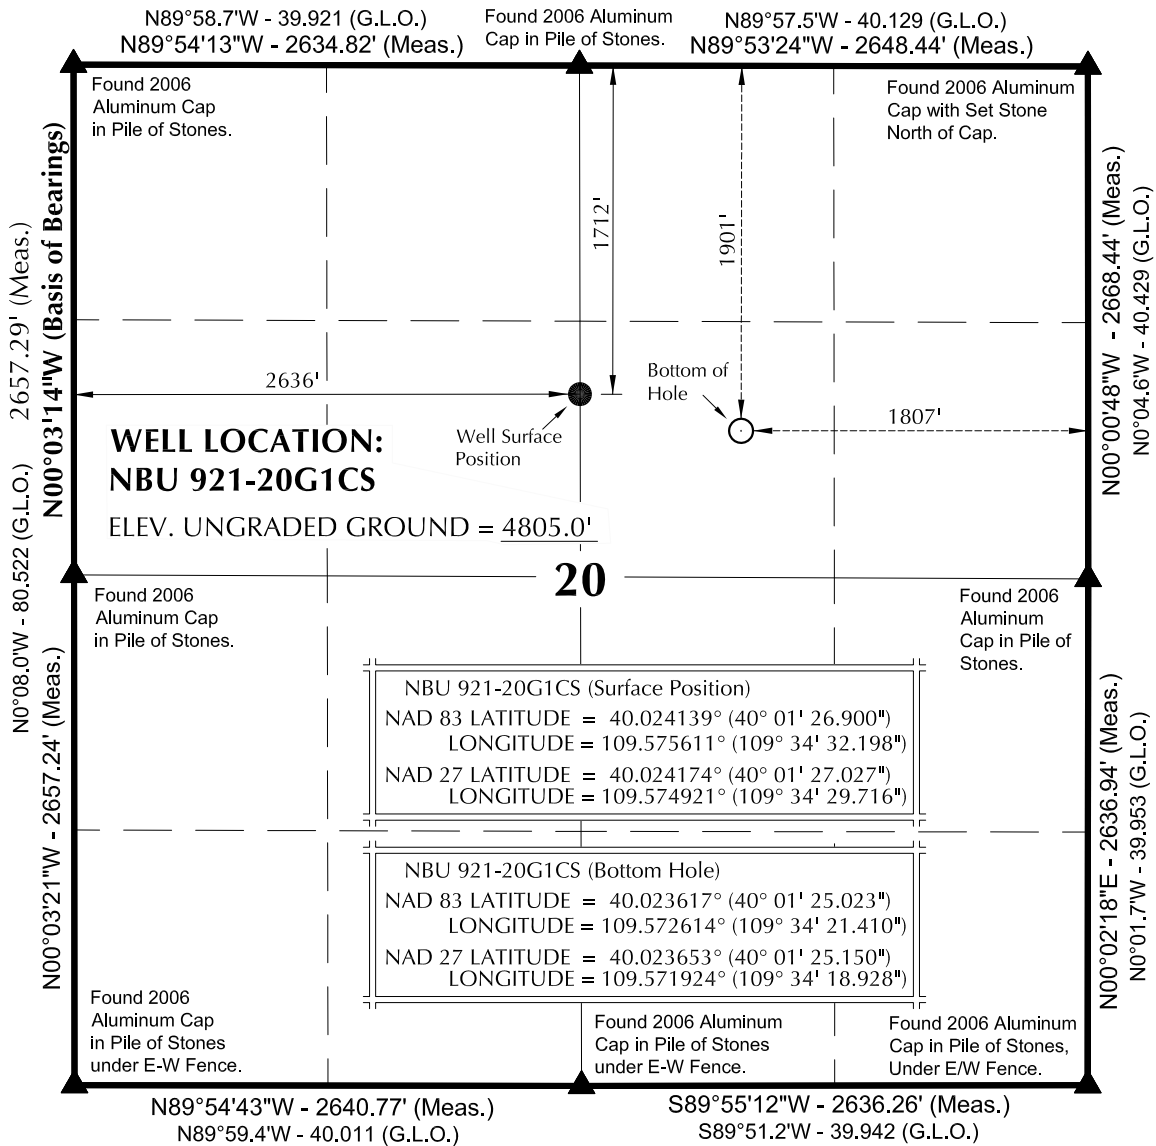 N89°58.7'W - 39.921 (G.L.O.)
N89°54'13"W - 2634.82' (Meas.)
Found 2006 Aluminum
Cap in Pile of Stones.
N89°57.5'W - 40.129 (G.L.O.)
N89°53'24"W - 2648.44' (Meas.)
Found 2006
Aluminum Cap
in Pile of Stones.
Found 2006 Aluminum
Cap with Set Stone
North of Cap.
N00°03'14"W (Basis of Bearings)
2657.29' (Meas.)
1712'
1901'
N00°00'48"W - 2668.44' (Meas.)
N0°04.6'W - 40.429 (G.L.O.)
2636'
Bottom of
Hole
1807'
Well Surface
Position
WELL LOCATION:
NBU 921-20G1CS
ELEV. UNGRADED GROUND = 4805.0'
20
N0°08.0'W - 80.522 (G.L.O.)
Found 2006
Aluminum Cap
in Pile of Stones.
Found 2006
Aluminum
Cap in Pile of
Stones.
N00°03'21"W - 2657.24' (Meas.)
NBU 921-20G1CS (Surface Position)
NAD 83 LATITUDE = 40.024139° (40° 01' 26.900")
LONGITUDE = 109.575611° (109° 34' 32.198")
NAD 27 LATITUDE = 40.024174° (40° 01' 27.027")
LONGITUDE = 109.574921° (109° 34' 29.716")
NBU 921-20G1CS (Bottom Hole)
NAD 83 LATITUDE = 40.023617° (40° 01' 25.023")
LONGITUDE = 109.572614° (109° 34' 21.410")
NAD 27 LATITUDE = 40.023653° (40° 01' 25.150")
LONGITUDE = 109.571924° (109° 34' 18.928")
N00°02'18"E - 2636.94' (Meas.)
N0°01.7'W - 39.953 (G.L.O.)
Found 2006
Aluminum Cap
in Pile of Stones
under E-W Fence.
Found 2006 Aluminum
Cap in Pile of Stones
under E-W Fence.
Found 2006 Aluminum
Cap in Pile of Stones,
Under E/W Fence.
N89°54'43"W - 2640.77' (Meas.)
N89°59.4'W - 40.011 (G.L.O.)
S89°55'12"W - 2636.26' (Meas.)
S89°51.2'W - 39.942 (G.L.O.)